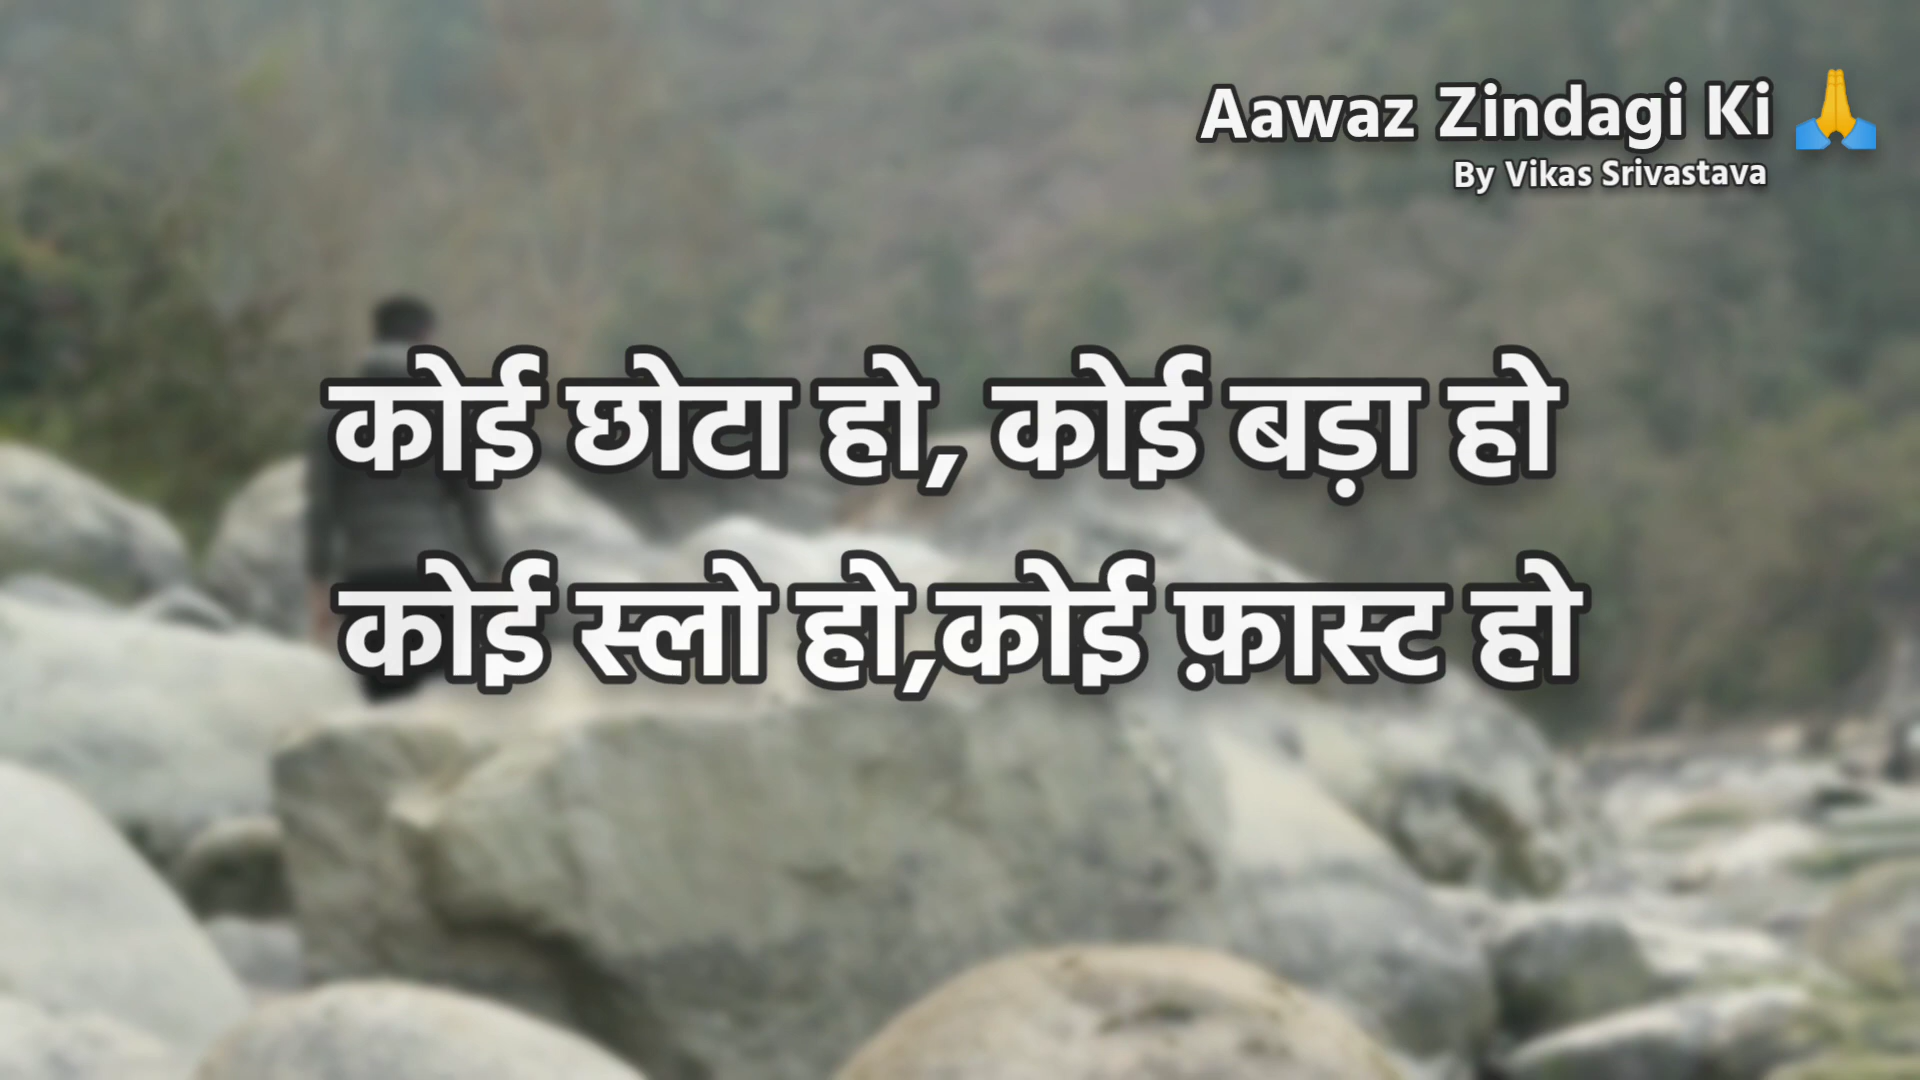 Aawaz Zindagi Ki 🙏
By Vikas Srivastava
कोई छोटा हो, कोई बड़ा हो
कोई स्लो हो,कोई फ़ास्ट हो